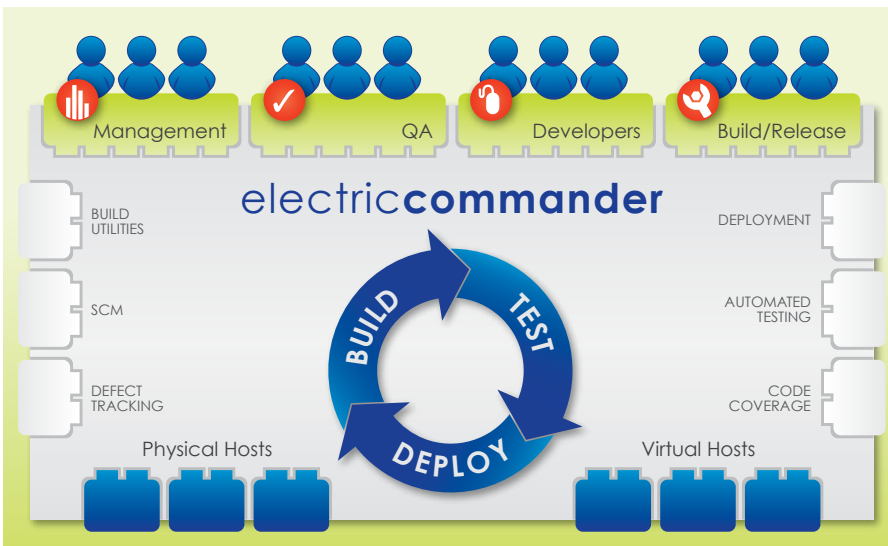 Management
QA
Developers
Build/Release
electriccommander
BUILD
UTILITIES
SCM
DEFECT
TRACKING
BUILD
TEST
DEPLOY
DEPLOYMENT
AUTOMATED
TESTING
CODE
COVERAGE
Physical Hosts
Virtual Hosts